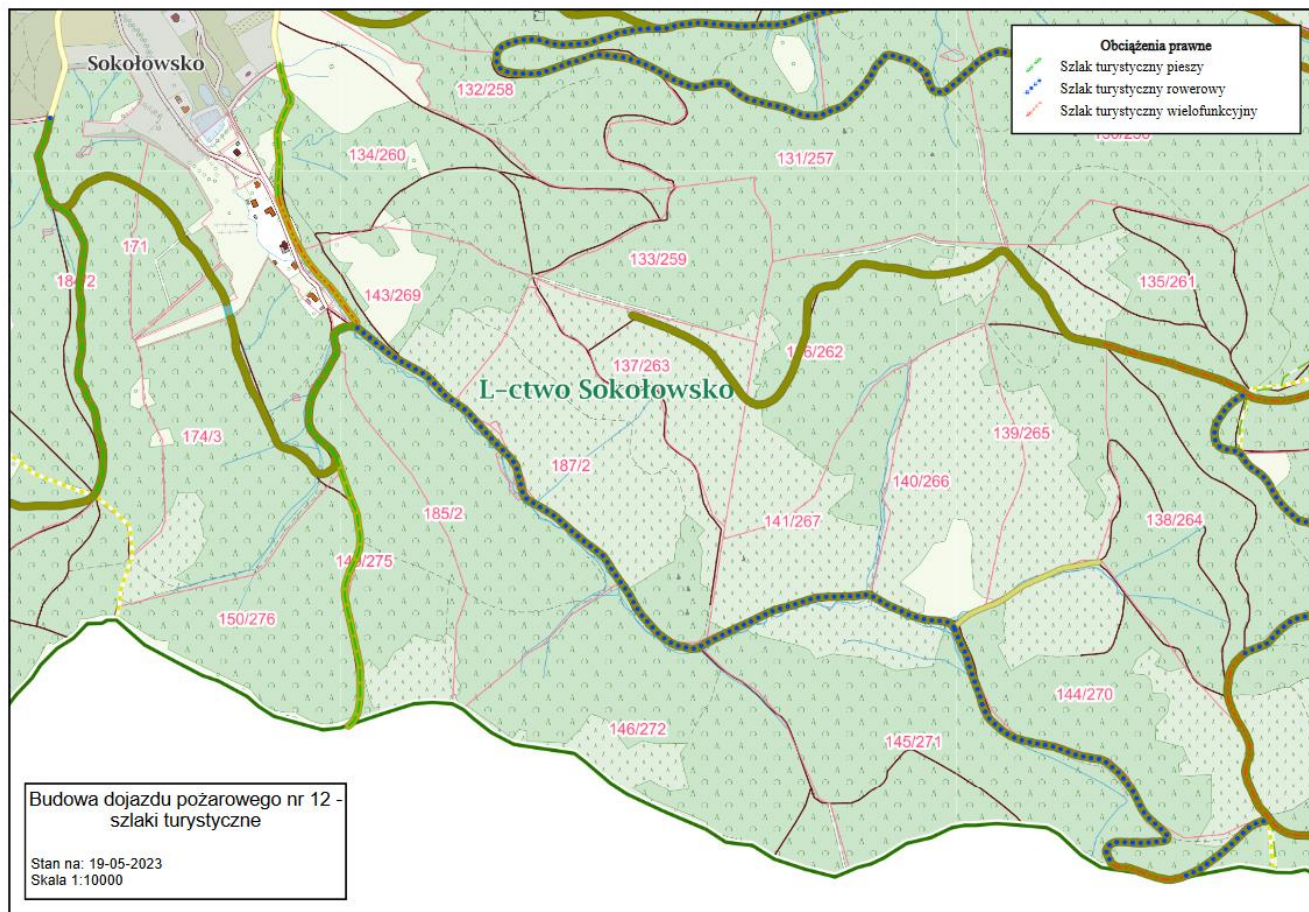 Sokołowsko
Obciążenia prawne
Szlak turystyczny pieszy
Szlak turystyczny rowerowy
Szlak turystyczny wielofunkcyjny
132/258
134/260
131/257
171
184/2
133/259
135/261
143/269
137/263
L-ctwo Sokołowsko
174/3
139/265
187/2
140/266
185/2
141/267
138/264
150/276
144/270
146/272
145/271
Budowa dojazdu pożarowego nr 12 -
szlaki turystyczne
Stan na: 19-05-2023
Skala 1:10000